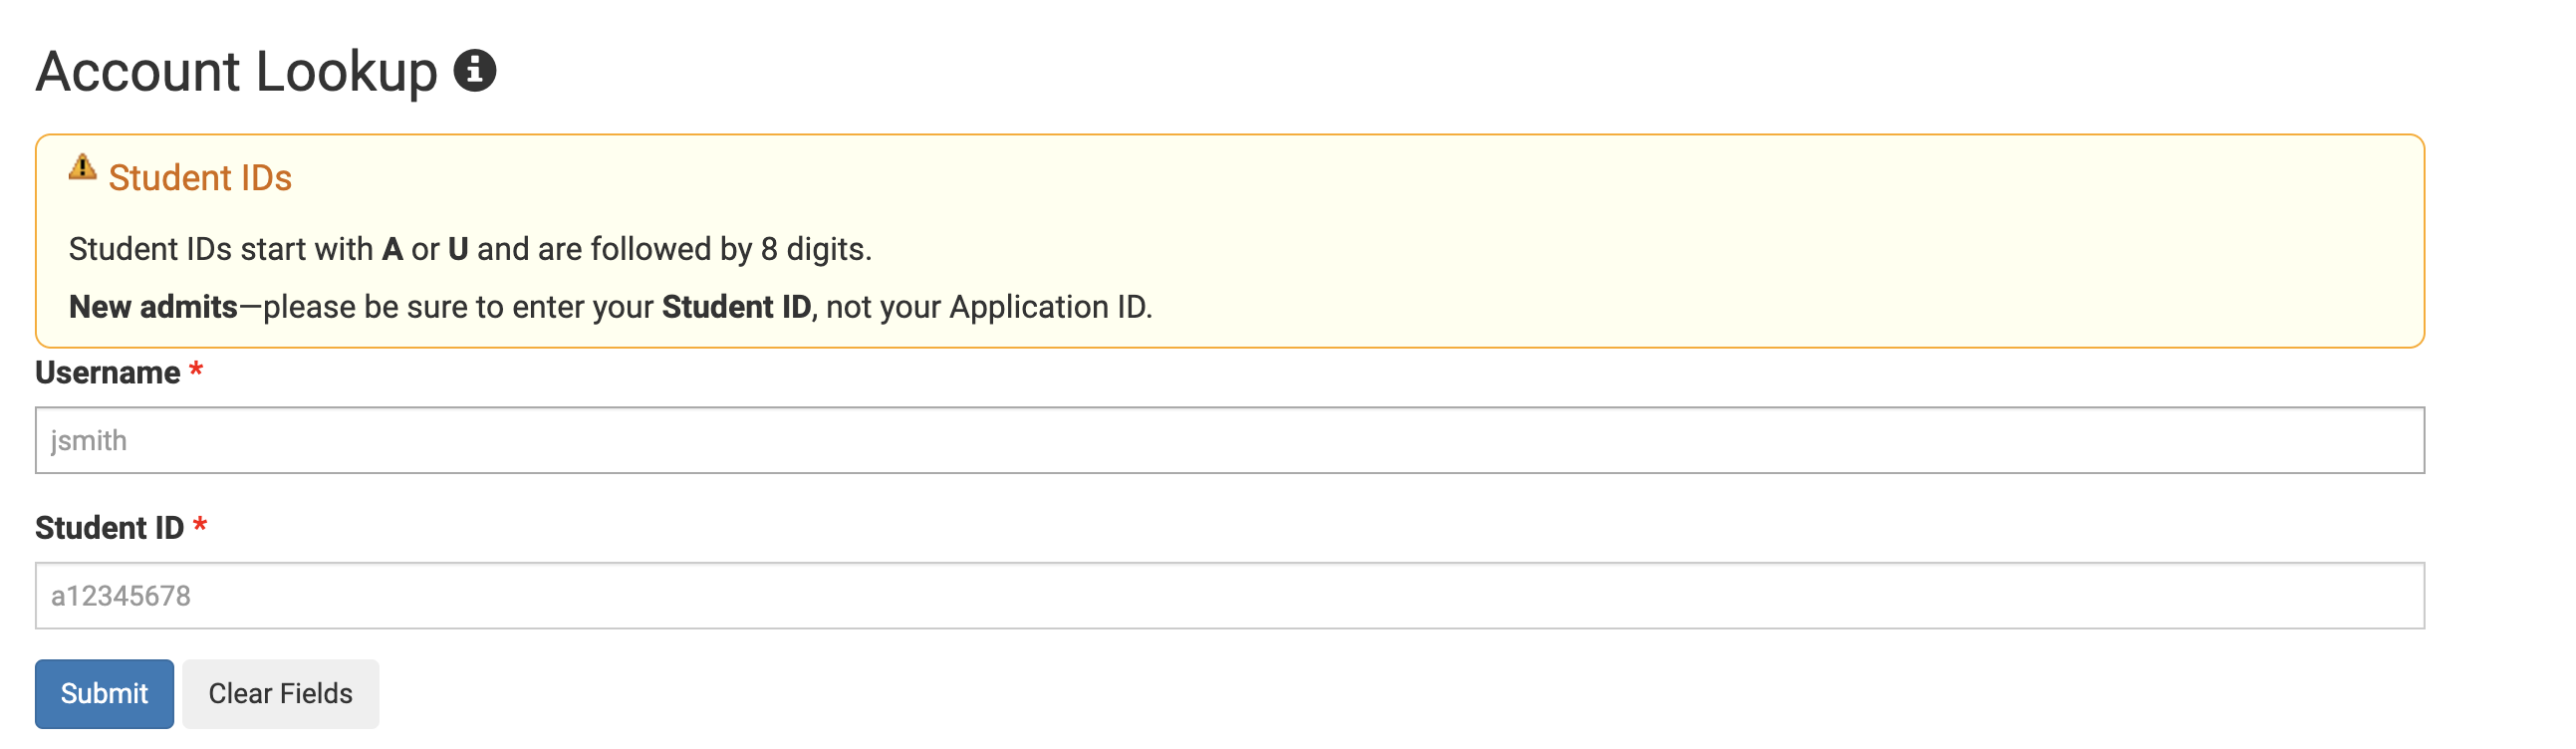 Account Lookup
Student IDs
Student IDs start with A or U and are followed by 8 digits.
New admits—please be sure to enter your Student ID, not your Application ID.
Username *
jsmith
Student ID *
a12345678
Submit Clear Fields